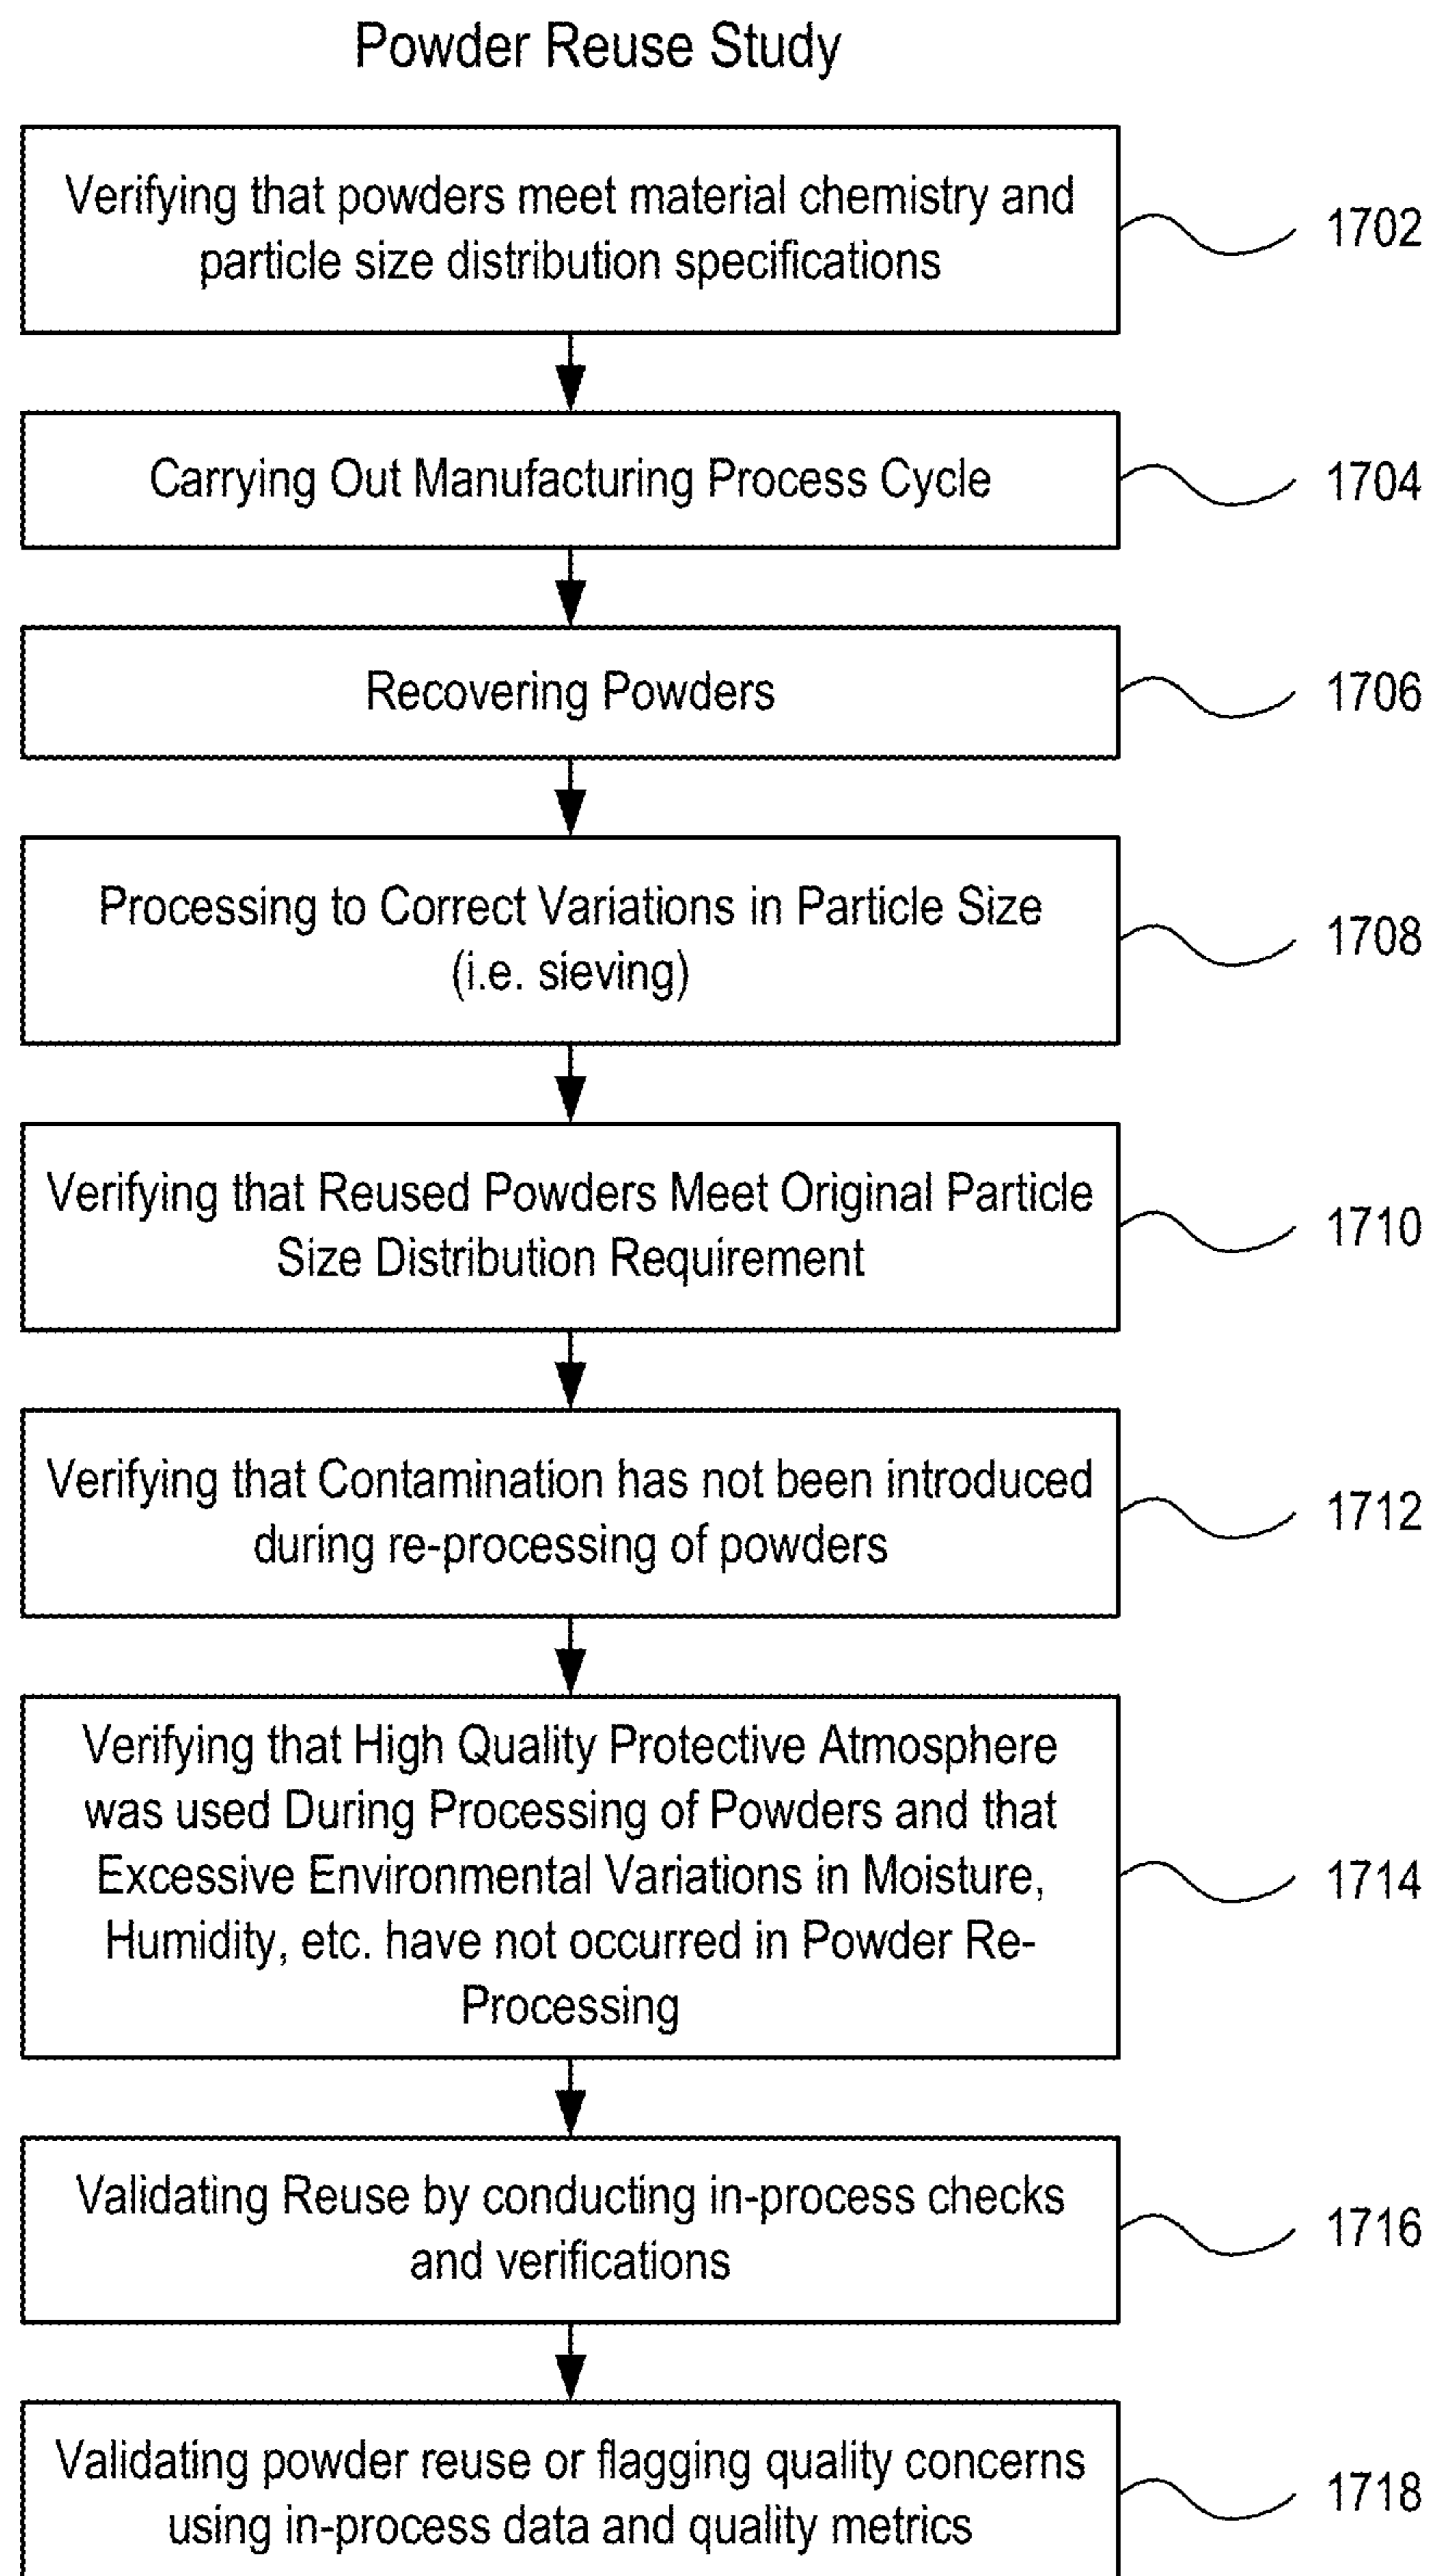 Powder Reuse Study
Verifying that powders meet material chemistry and
particle size distribution specifications
1702
Carrying Out Manufacturing Process Cycle
1704
Recovering Powders
1706
Processing to Correct Variations in Particle Size
(i.e. sieving)
1708
Verifying that Reused Powders Meet Original Particle
Size Distribution Requirement
1710
Verifying that Contamination has not been introduced
during re-processing of powders
1712
Verifying that High Quality Protective Atmosphere
was used During Processing of Powders and that
Excessive Environmental Variations in Moisture,
Humidity, etc. have not occurred in Powder Re-
Processing
1714
Validating Reuse by conducting in-process checks
and verifications
1716
Validating powder reuse or flagging quality concerns
using in-process data and quality metrics
1718